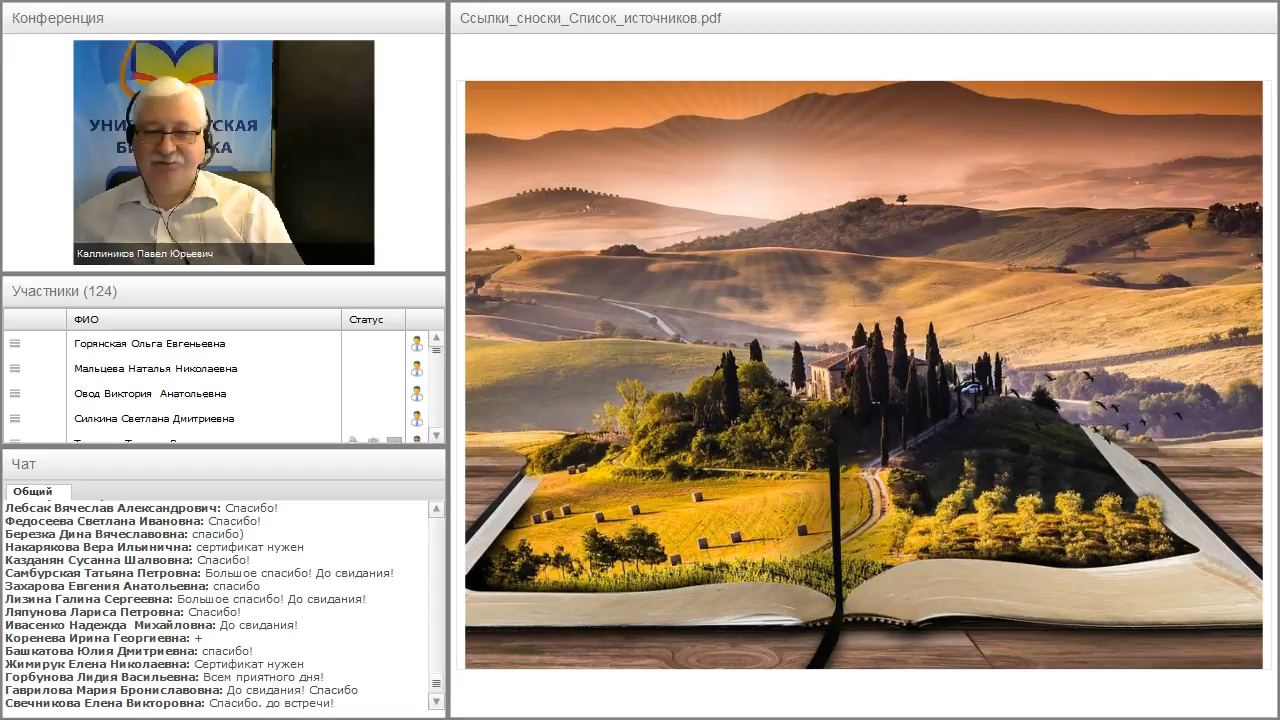 Конференция
УНИ
СКАЯ
КА
Каллиников Павел Юрьевич
Участники (124)
ФИО Статус
Горянская Ольга Евгеньевна
Мальцева Наталья Николаевна
Овод Виктория Анатольевна
Силкина Светлана Дмитриевна
Чат
Общий
Лебсак Вячеслав Александрович: Спасибо!
Федосеева Светлана Ивановна: Спасибо!
Березка Дина Вячеславовна: спасибо)
Накарякова Вера Ильинична: сертификат нужен
Казданян Сусанна Шалвовна: Спасибо!
Самбурская Татьяна Петровна: Большое спасибо! До свидания!
Захарова Евгения Анатольевна: спасибо
Лизина Галина Сергеевна: Большое спасибо! До свидания!
Ляпунова Лариса Петровна: Спасибо!
Ивасенко Надежда Михайловна: До свидания!
Коренева Ирина Георгиевна: +
Башкатова Юлия Дмитриевна: спасибо!
Жимирук Елена Николаевна: Сертификат нужен
Горбунова Лидия Васильевна: Всем приятного дня!
Гаврилова Мария Брониславовна: До свидания! Спасибо
Свечникова Елена Викторовна: Спасибо. до встречи!
Ссылки_сноски_Список_источников.pdf